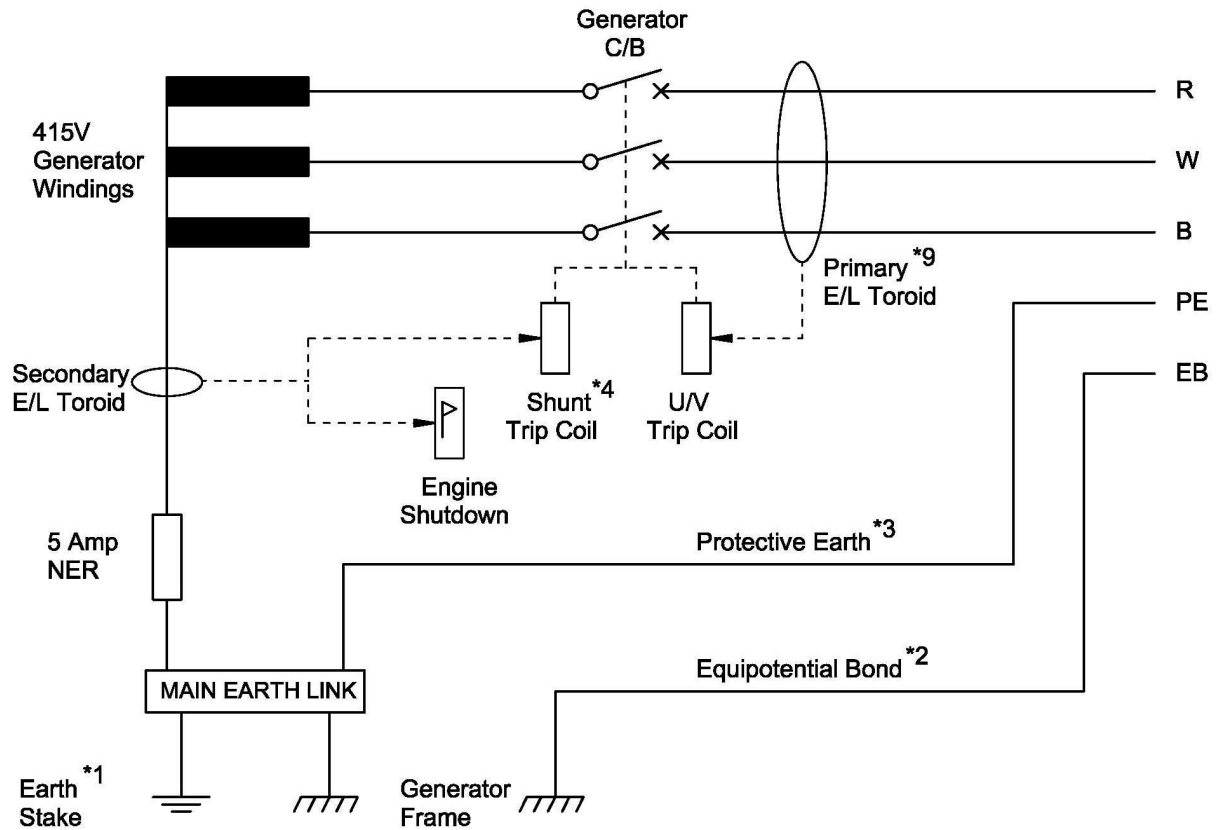 Generator
C/B
R
415V
Generator
Windings
W
B
Primary *9
E/L Toroid
PE
Secondary
E/L Toroid
EB
Shunt *4
Trip Coil
U/V
Trip Coil
Engine
Shutdown
5 Amp
NER
Protective Earth *3
Equipotential Bond *2
MAIN EARTH LINK
Earth *1
Stake
Generator
Frame